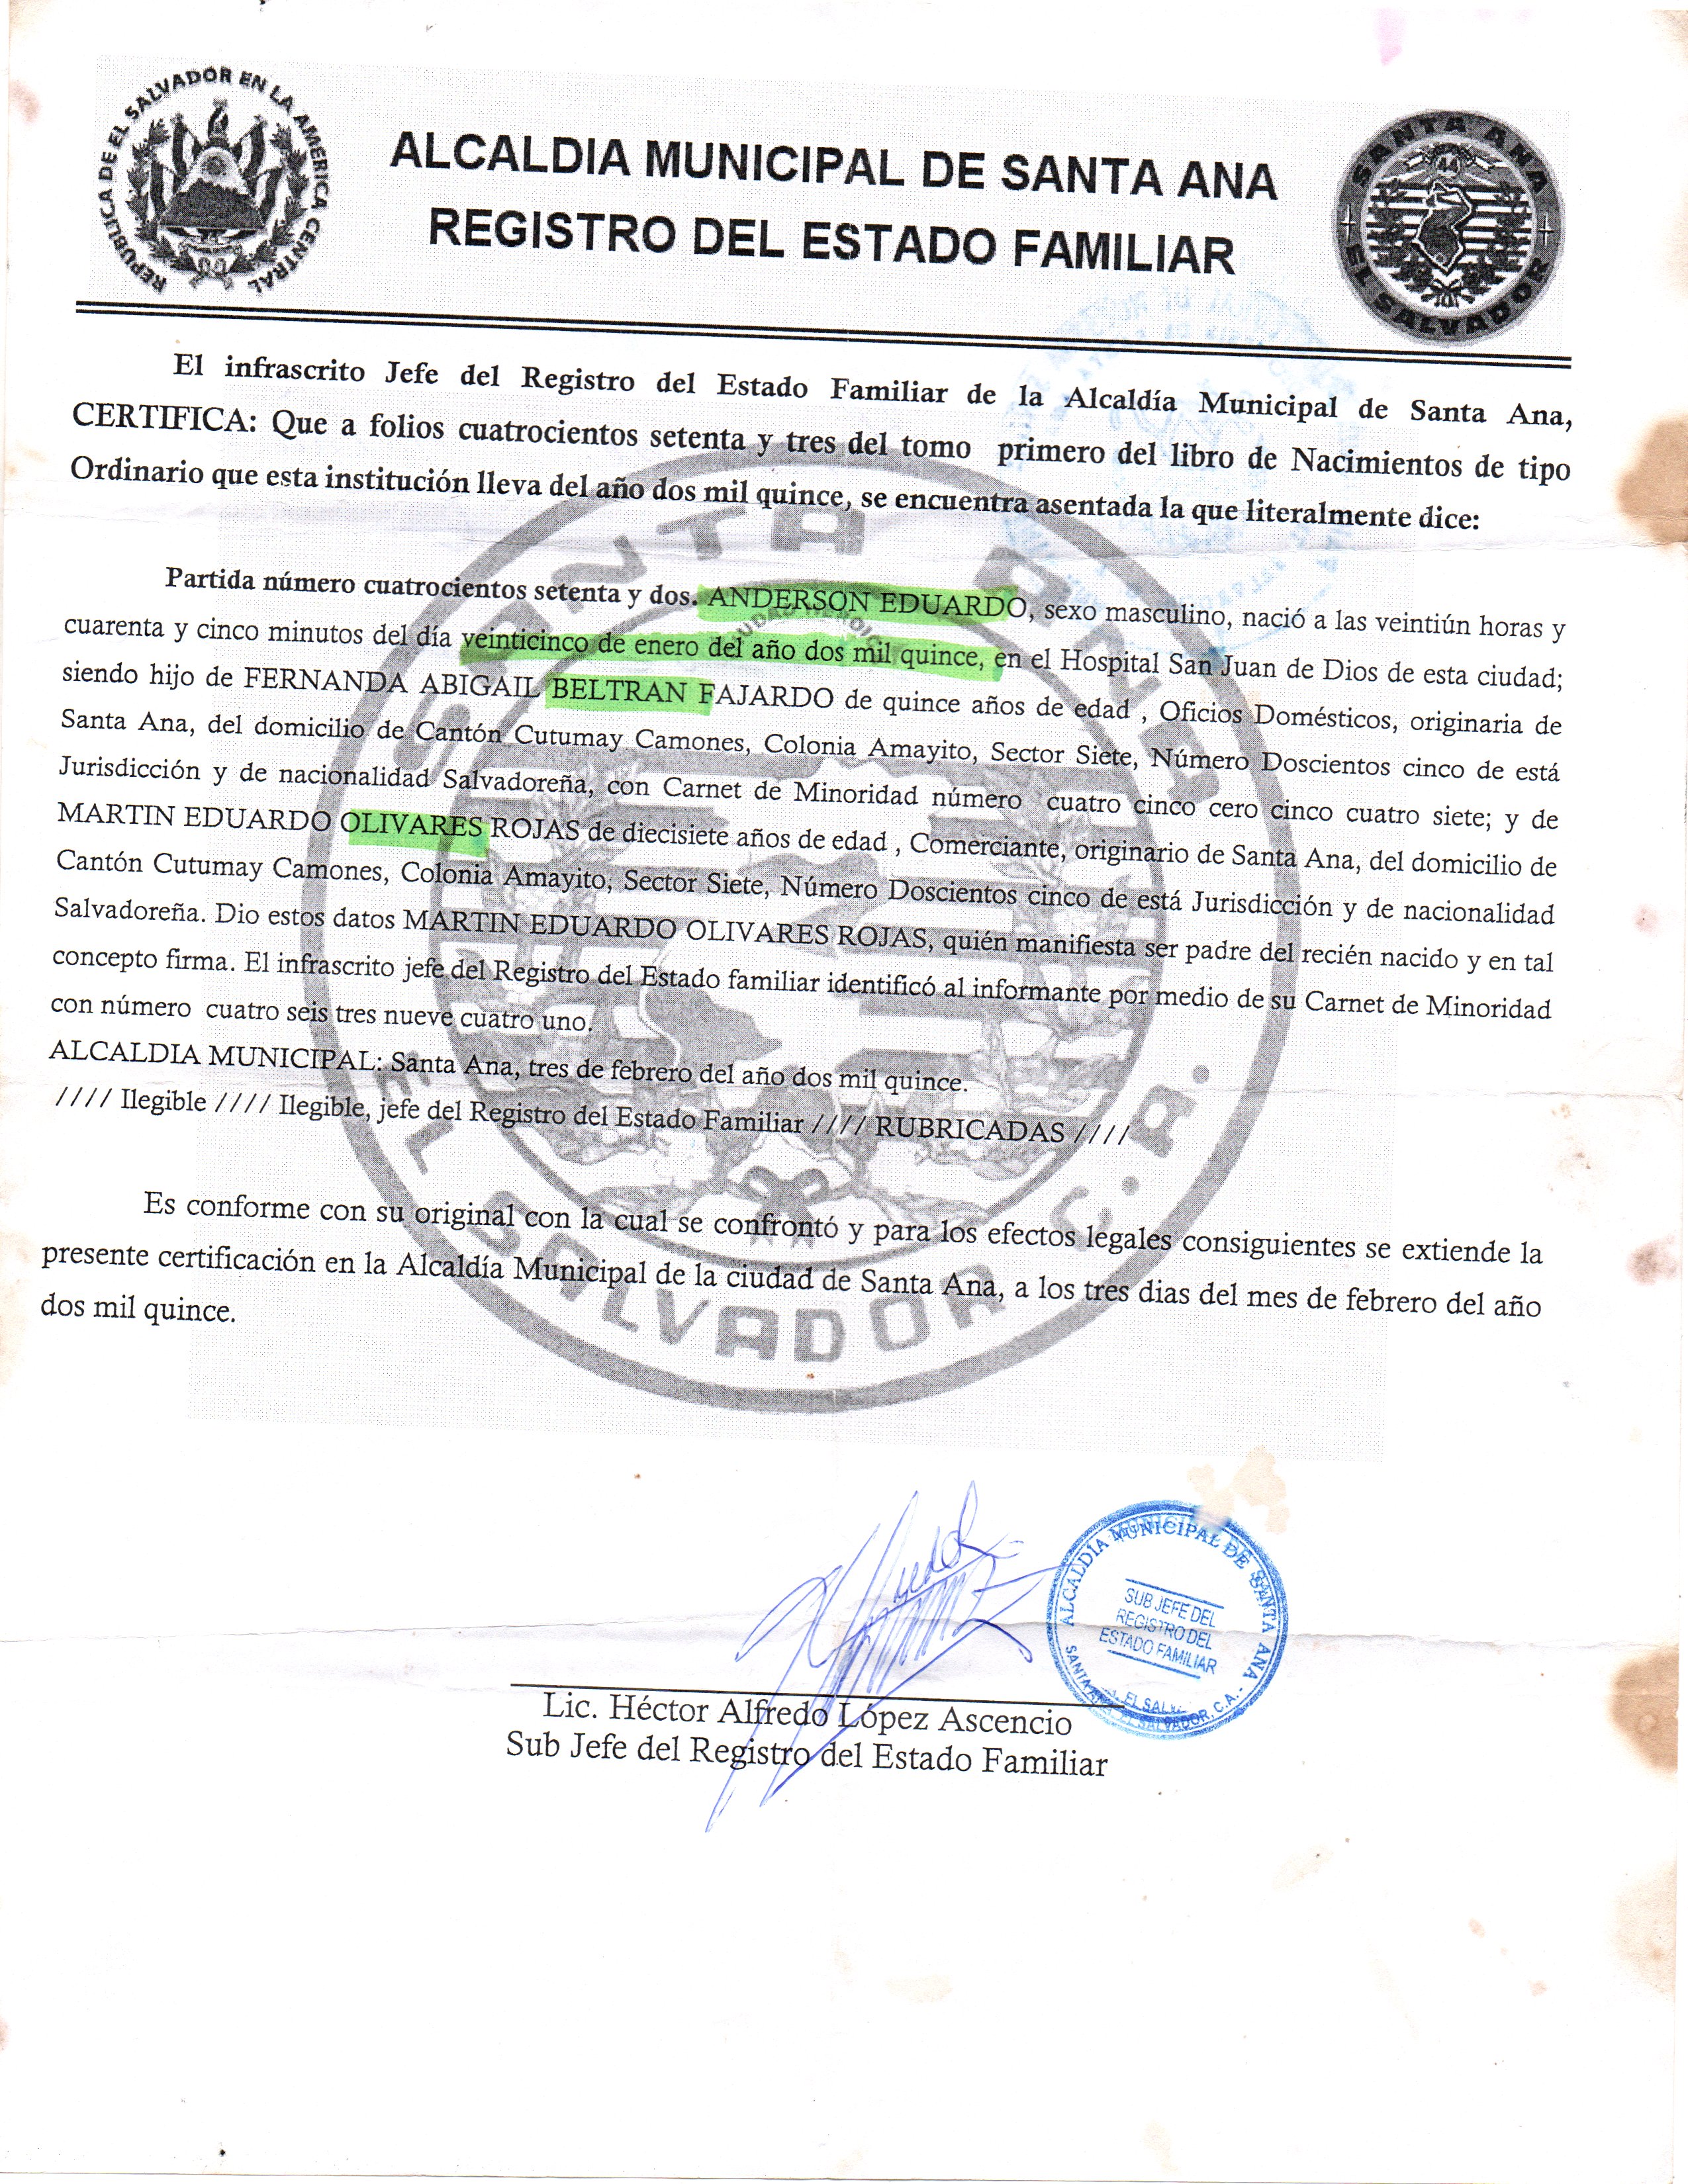 REPUBLICA DE EL SALVADOR EN LA AMERICA CENTRAL
ALCALDIA MUNICIPAL DE SANTA ANA
REGISTRO DEL ESTADO FAMILIAR
SANTA ANA
EL SALVADOR
El infrascrito Jefe del Registro del Estado Familiar de la Alcaldía Municipal de Santa Ana,
CERTIFICA: Que a folios cuatrocientos setenta y tres del tomo primero del libro de Nacimientos de tipo
Ordinario que esta institución lleva del año dos mil quince, se encuentra asentada la que literalmente dice:
Partida número cuatrocientos setenta y dos. ANDERSON EDUARDO, sexo masculino, nació a las veintiún horas y
cuarenta y cinco minutos del día veinticinco de enero del año dos mil quince, en el Hospital San Juan de Dios de esta ciudad;
siendo hijo de FERNANDA ABIGAIL BELTRAN FAJARDO de quince años de edad , Oficios Domésticos, originaria de
Santa Ana, del domicilio de Cantón Cutumay Camones, Colonia Amayito, Sector Siete, Número Doscientos cinco de está
Jurisdicción y de nacionalidad Salvadoreña, con Carnet de Minoridad número cuatro cinco cero cinco cuatro siete; y de
MARTIN EDUARDO OLIVARES ROJAS de diecisiete años de edad , Comerciante, originario de Santa Ana, del domicilio de
Cantón Cutumay Camones, Colonia Amayito, Sector Siete, Número Doscientos cinco de está Jurisdicción y de nacionalidad
Salvadoreña. Dio estos datos MARTIN EDUARDO OLIVARES ROJAS, quién manifiesta ser padre del recién nacido y en tal
concepto firma. El infrascrito jefe del Registro del Estado familiar identificó al informante por medio de su Carnet de Minoridad
con número cuatro seis tres nueve cuatro uno.
ALCALDIA MUNICIPAL: Santa Ana, tres de febrero del año dos mil quince.
//// Ilegible //// Ilegible, jefe del Registro del Estado Familiar //// RUBRICADAS ////
Es conforme con su original con la cual se confrontó y para los efectos legales consiguientes se extiende la
presente certificación en la Alcaldía Municipal de la ciudad de Santa Ana, a los tres dias del mes de febrero del año
dos mil quince.
SANTA ANA
EL SALVADOR C.A.
ALCALDÍA MUNICIPAL DE SANTA ANA
SUB JEFE DEL
REGISTRO DEL
ESTADO FAMILIAR
SANTA ANA, EL SALVADOR, C.A.
Lic. Héctor Alfredo López Ascencio
Sub Jefe del Registro del Estado Familiar